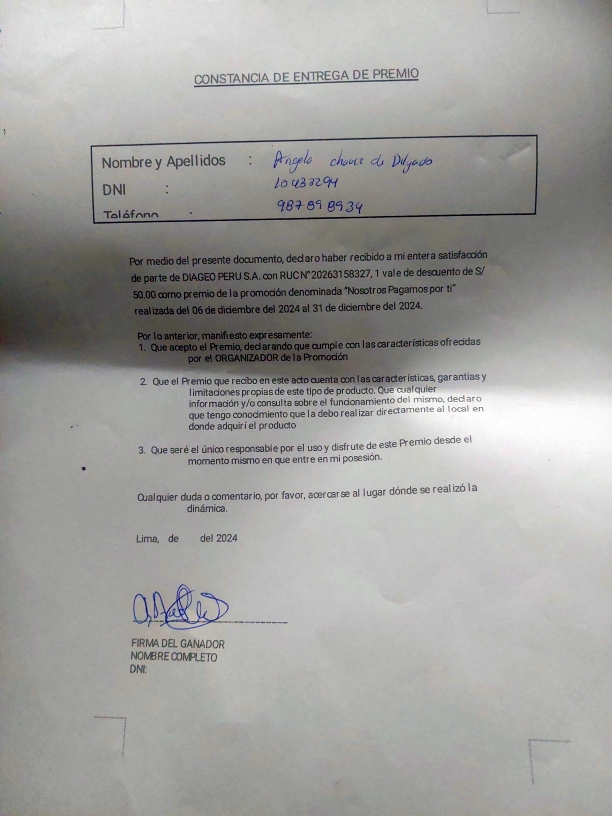 CONSTANCIA DE ENTREGA DE PREMIO
Nombre y Apellidos : Angelo chave de Delgado
DNI : 10433294
Teléfono : 987898934
Por medio del presente documento, declaro haber recibido a mi entera satisfacción
de parte de DIAGEO PERU S.A. con RUC N° 20263158327, 1 vale de descuento de S/
50.00 como premio de la promoción denominada "Nosotros Pagamos por ti"
realizada del 06 de diciembre del 2024 al 31 de diciembre del 2024.
Por lo anterior, manifiesto expresamente:
1. Que acepto el Premio, declarando que cumple con las características ofrecidas
por el ORGANIZADOR de la Promoción
2. Que el Premio que recibo en este acto cuenta con las características, garantías y
limitaciones propias de este tipo de producto. Que cualquier
información y/o consulta sobre el funcionamiento del mismo, declaro
que tengo conocimiento que la debo realizar directamente al local en
donde adquirí el producto
3. Que seré el único responsable por el uso y disfrute de este Premio desde el
momento mismo en que entre en mi posesión.
Cualquier duda o comentario, por favor, acercarse al lugar dónde se realizó la
dinámica.
Lima, de del 2024
FIRMA DEL GANADOR
NOMBRE COMPLETO
DNI: